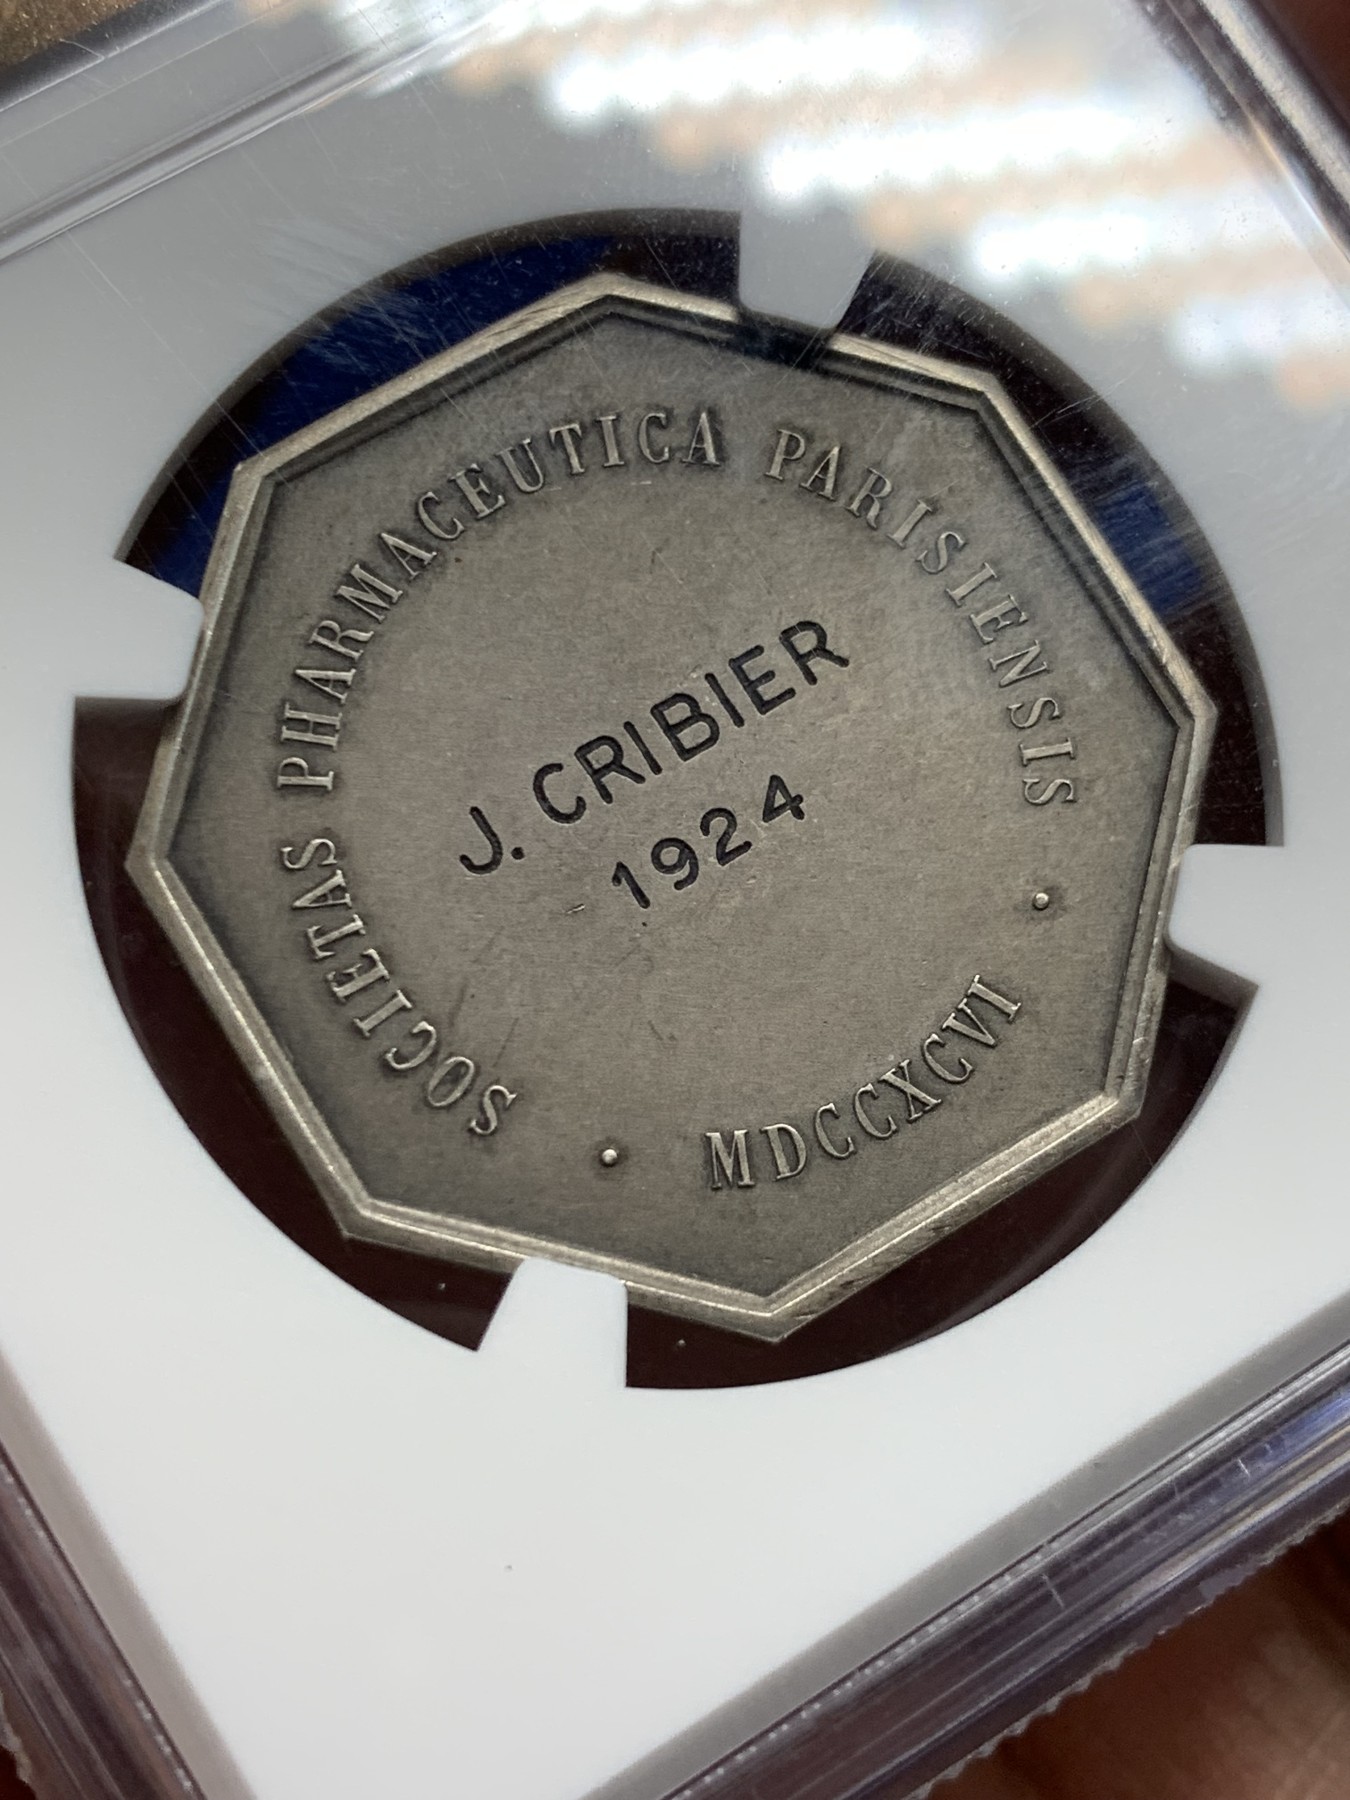 SOCIETAS PHARMACEUTICA PARISIENSIS
J. CRIBIER
1924
· MDCCXCVI ·